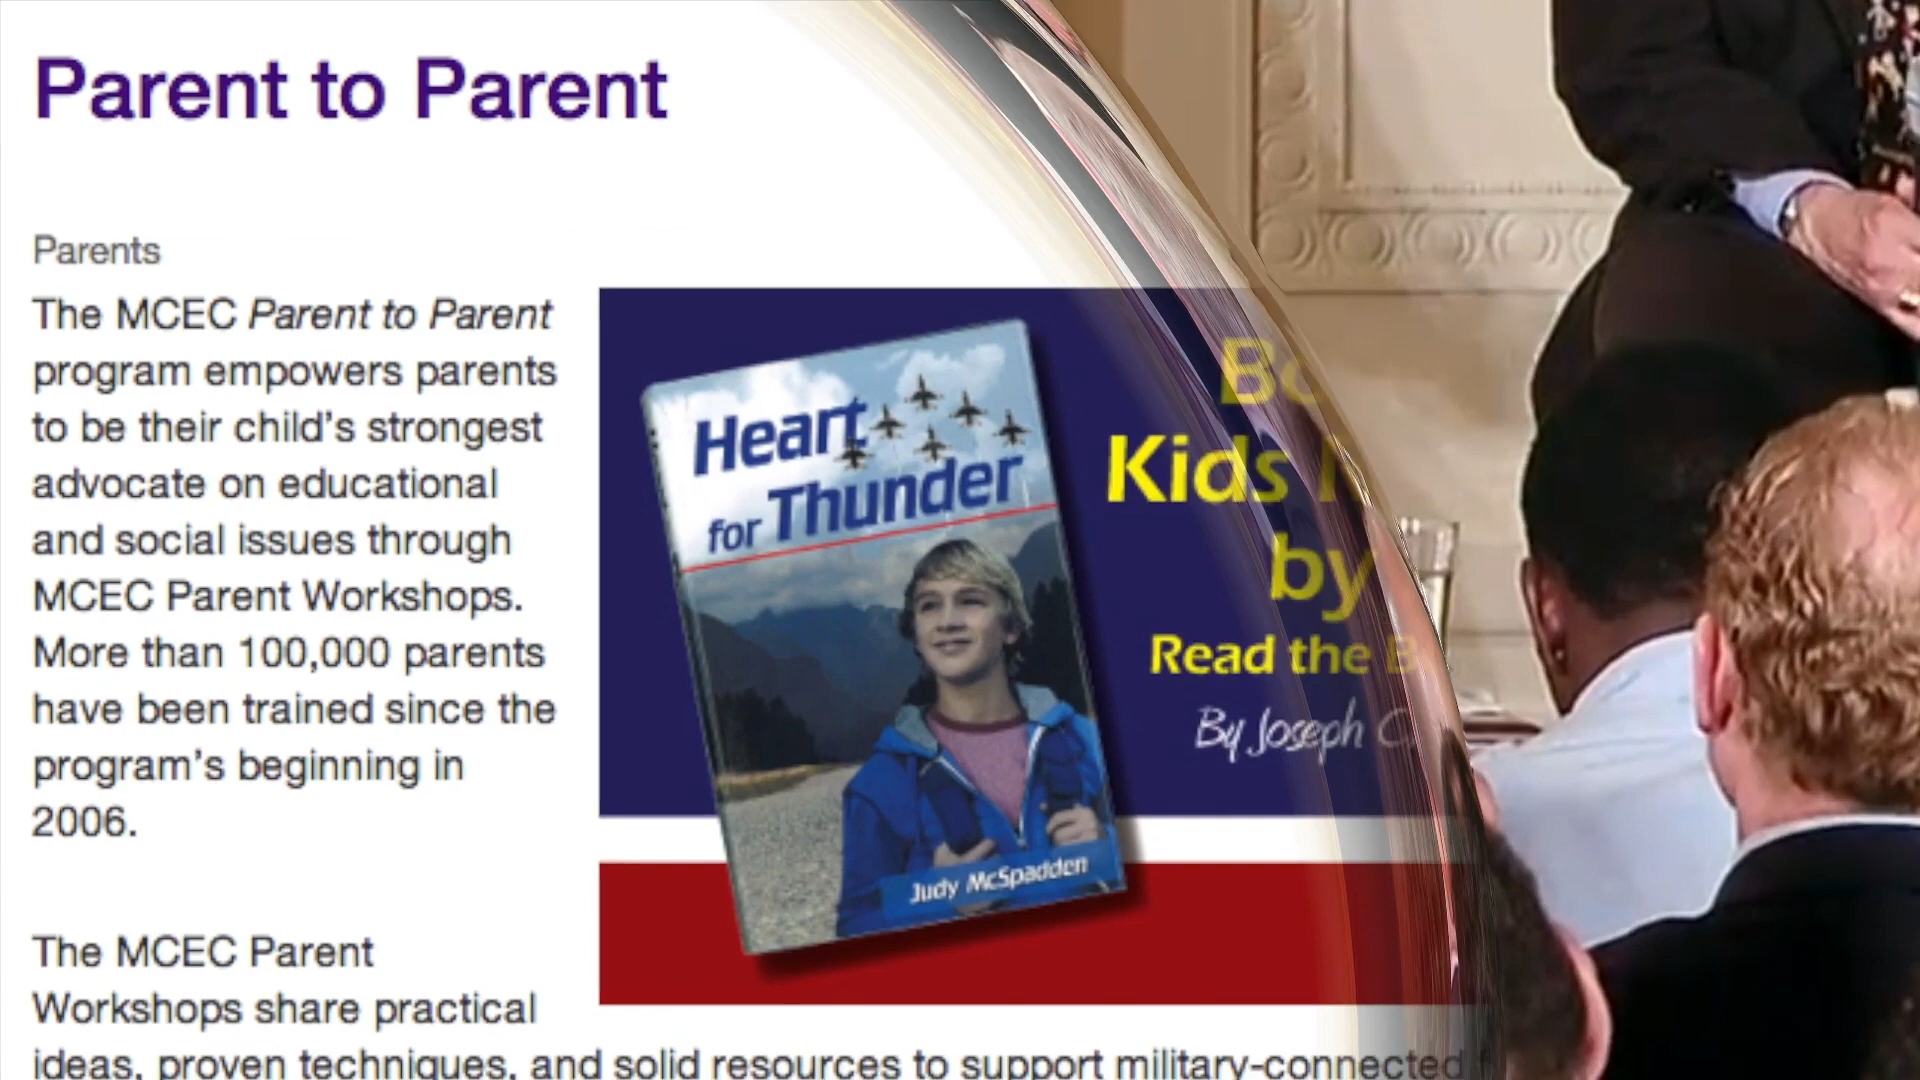 Parent to Parent
Parents
The MCEC Parent to Parent
program empowers parents
to be their child's strongest
advocate on educational
and social issues through
MCEC Parent Workshops.
More than 100,000 parents
have been trained since the
program's beginning in
2006.
The MCEC Parent
Workshops share practical
ideas, proven techniques, and solid resources to support military-connected
Heart
for Thunder
Judy McSpadden
Kids
by
Read the
By Joseph